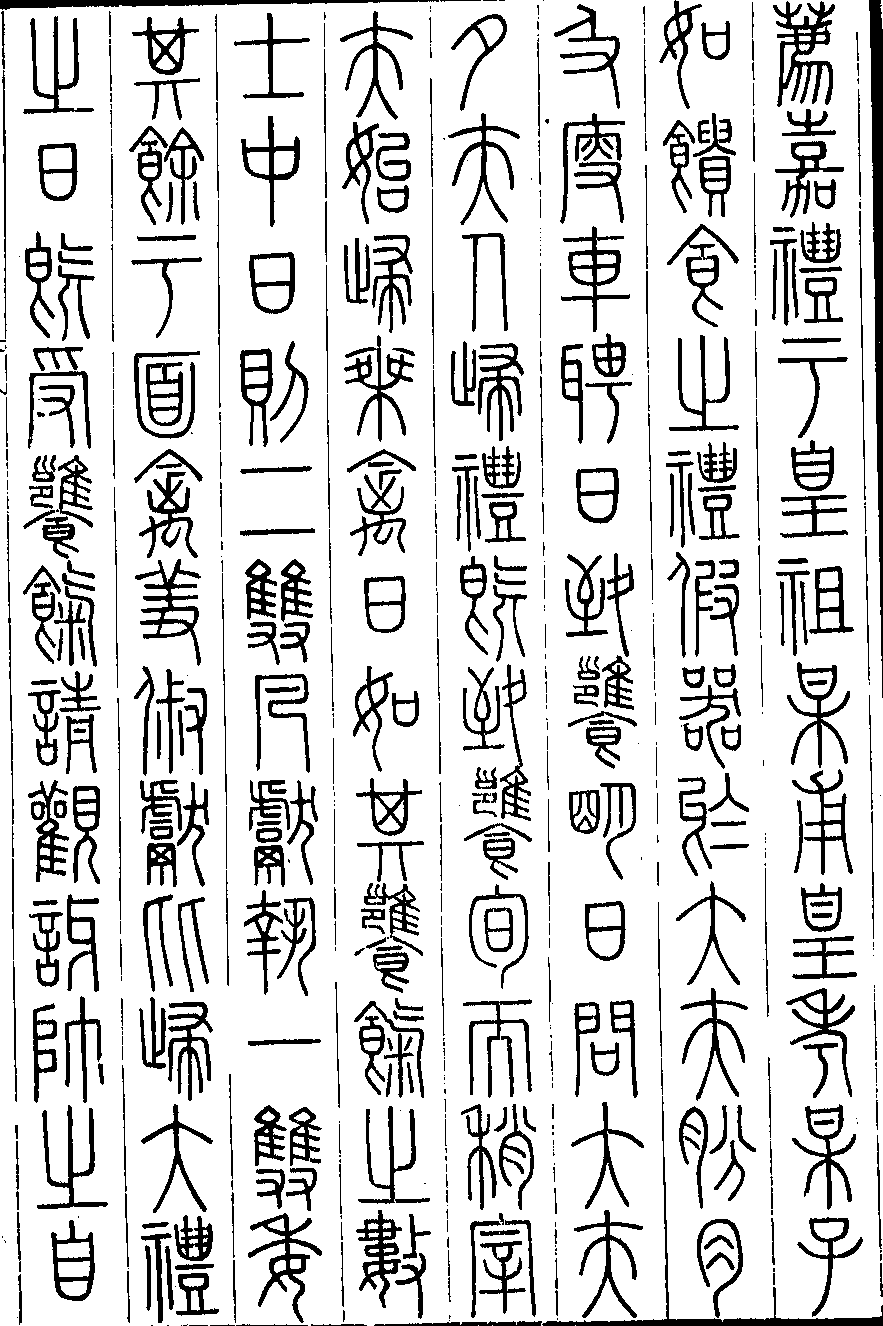 薦嘉禮于皇祖某甫皇考某子
如饋食之禮假器於大夫肦肉
及廋車聘日致饔明日問大夫
夕夫人歸禮既致饔旬而稍宰
夫始歸乘禽日如其饔餼之數
士中日則二雙凡獻執一雙委
其餘于面禽羞俶獻比歸大禮
之日既受饔餼請觀訝帥之自